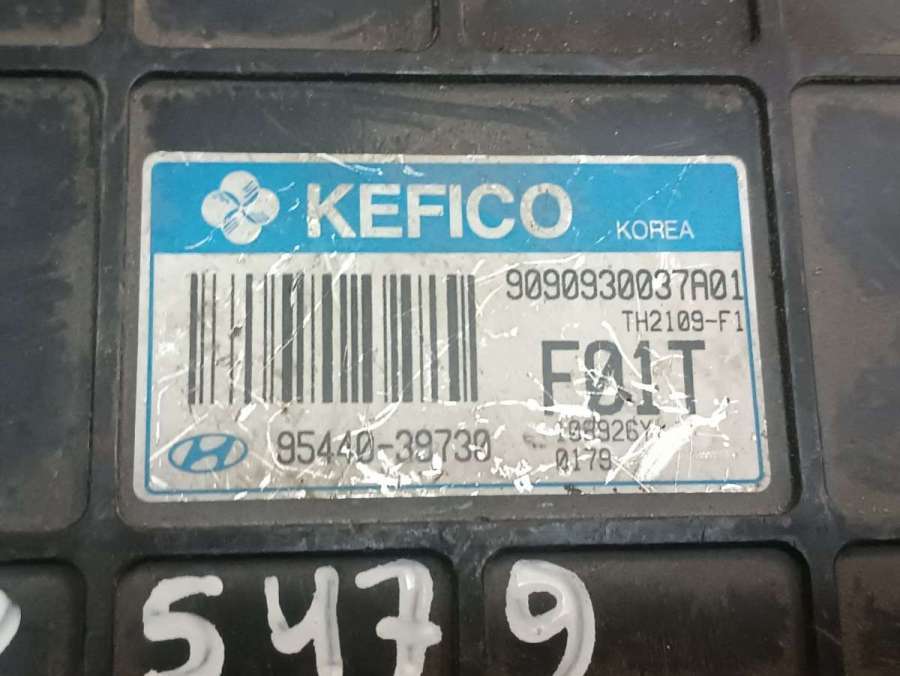 KEFICO KOREA
9090930037A01
TH2109-F1
F01T
95440-39730
0179
5479